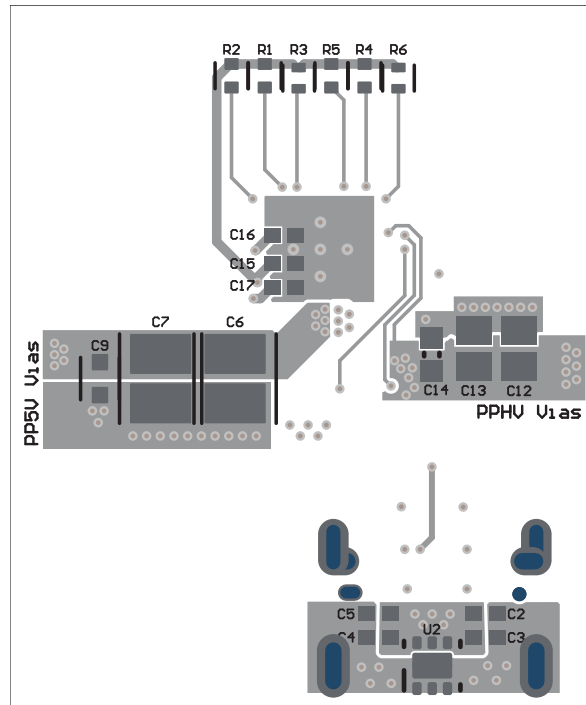 R2 R1 R3 R5 R4 R6
C16
C15
C17
C7 C6
C9
PP5V Vias
C14 C13 C12
PPHV Vias
C5 C2
U2
C4 C3